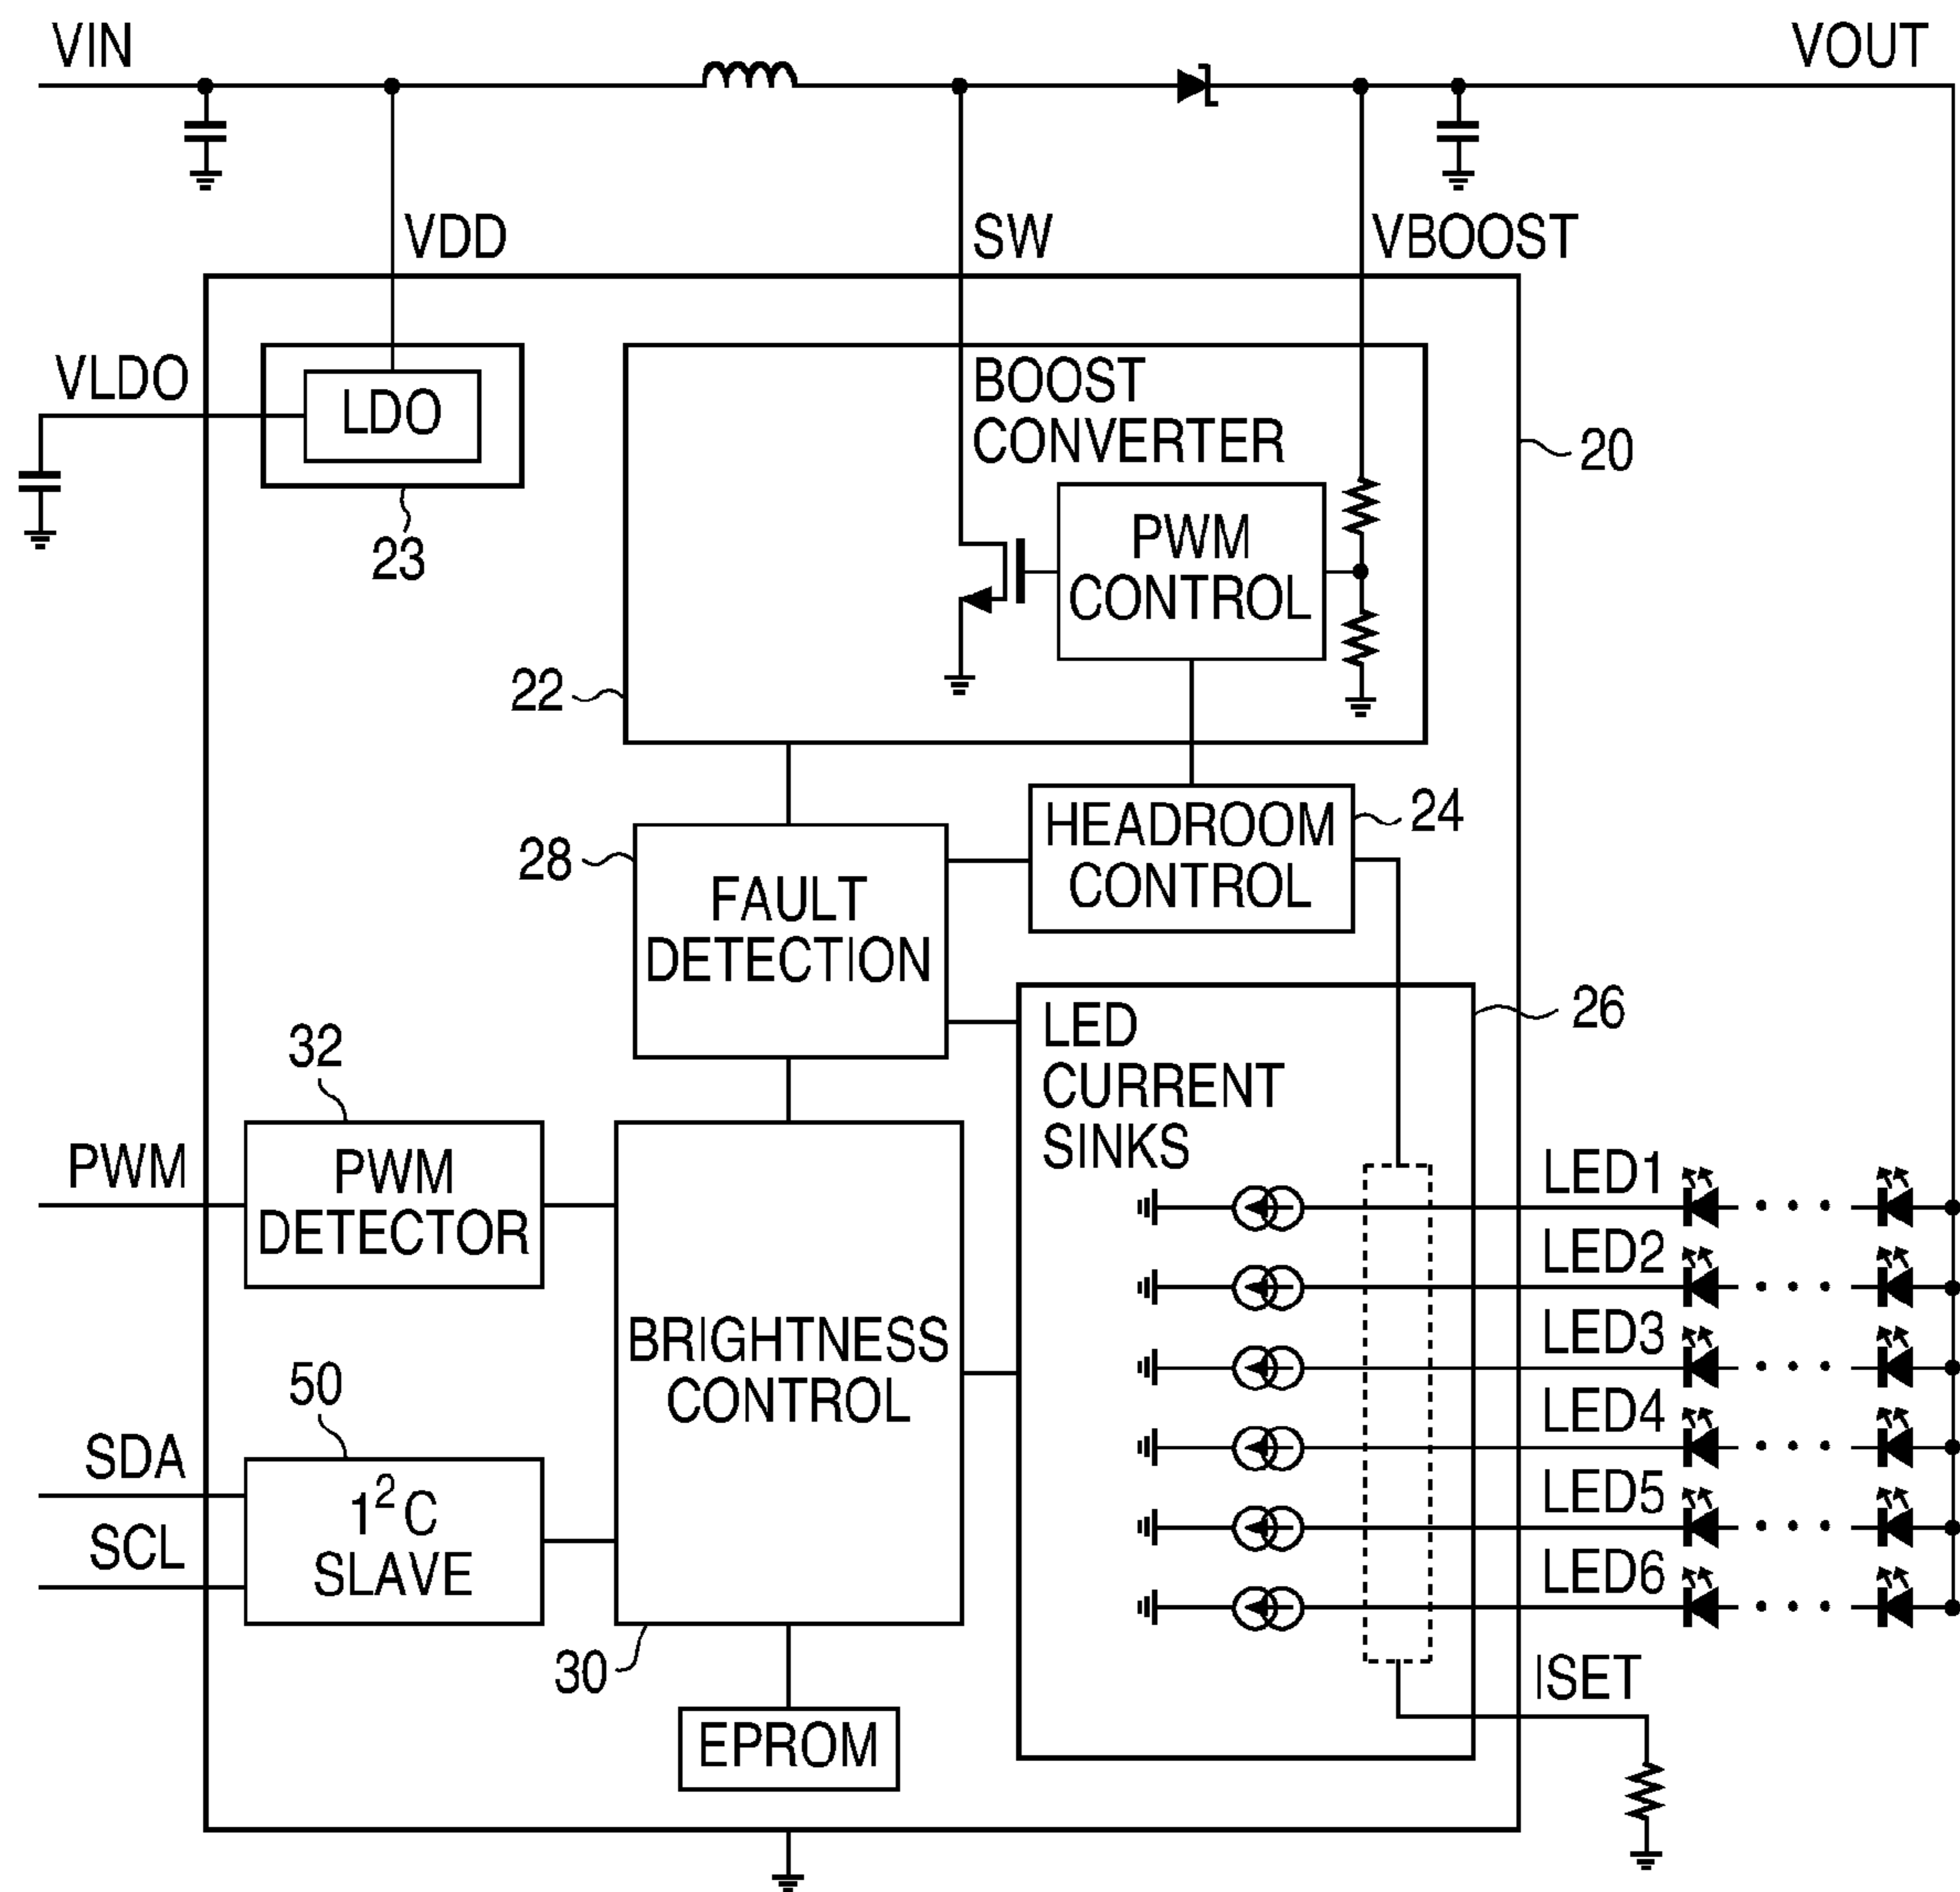 VIN
VOUT
VDD
SW
VBOOST
VLDO
LDO
23
BOOST
CONVERTER
PWM
CONTROL
20
22
HEADROOM
CONTROL
24
28
FAULT
DETECTION
26
LED
CURRENT
SINKS
32
PWM
PWM
DETECTOR
BRIGHTNESS
CONTROL
50
SDA
SCL
1²C
SLAVE
30
EPROM
LED1
LED2
LED3
LED4
LED5
LED6
ISET